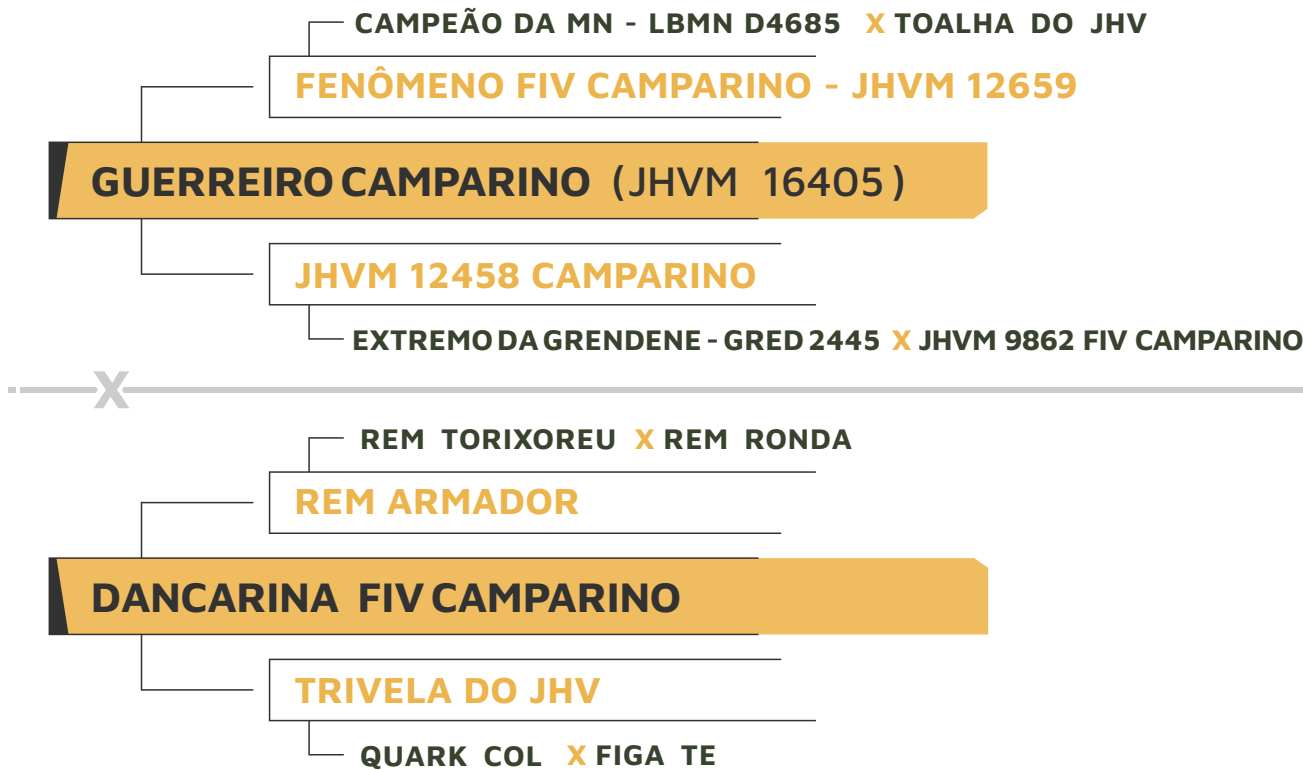 CAMPEÃO DA MN - LBMN D4685 X TOALHA DO JHV
FENÔMENO FIV CAMPARINO - JHVM 12659
GUERREIRO CAMPARINO (JHVM 16405)
JHVM 12458 CAMPARINO
EXTREMO DA GRENDENE - GRED 2445 X JHVM 9862 FIV CAMPARINO
X
REM TORIXOREU X REM RONDA
REM ARMADOR
DANCARINA FIV CAMPARINO
TRIVELA DO JHV
QUARK COL X FIGA TE